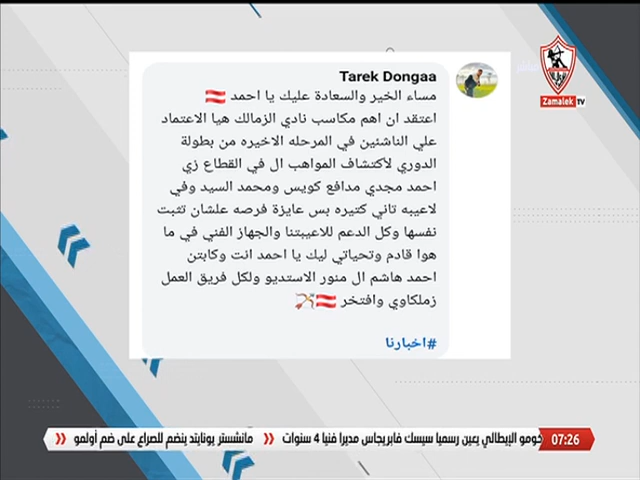 Zamalek TV
Tarek Dongaa
مساء الخير والسعادة عليك يا احمد
اعتقد ان اهم مكاسب نادي الزمالك هيا الاعتماد
علي الناشئين في المرحله الاخيره من بطولة
الدوري لأكتشاف المواهب ال في القطاع زي
احمد مجدي مدافع كويس ومحمد السيد وفي
لاعيبه تاني كتيره بس عايزة فرصه علشان تثبت
نفسها وكل الدعم للاعيبتنا والجهاز الفني في ما
هوا قادم وتحياتي ليك يا احمد انت وكابتن
احمد هاشم ال منور الاستديو ولكل فريق العمل
زملكاوي وافتخر
#اخبارنا
07:26 كومو الإيطالي يعين رسميا سيسك فابريجاس مديرا فنيا 4 سنوات مانشستر يونايتد ينضم للصراع على ضم أولمو